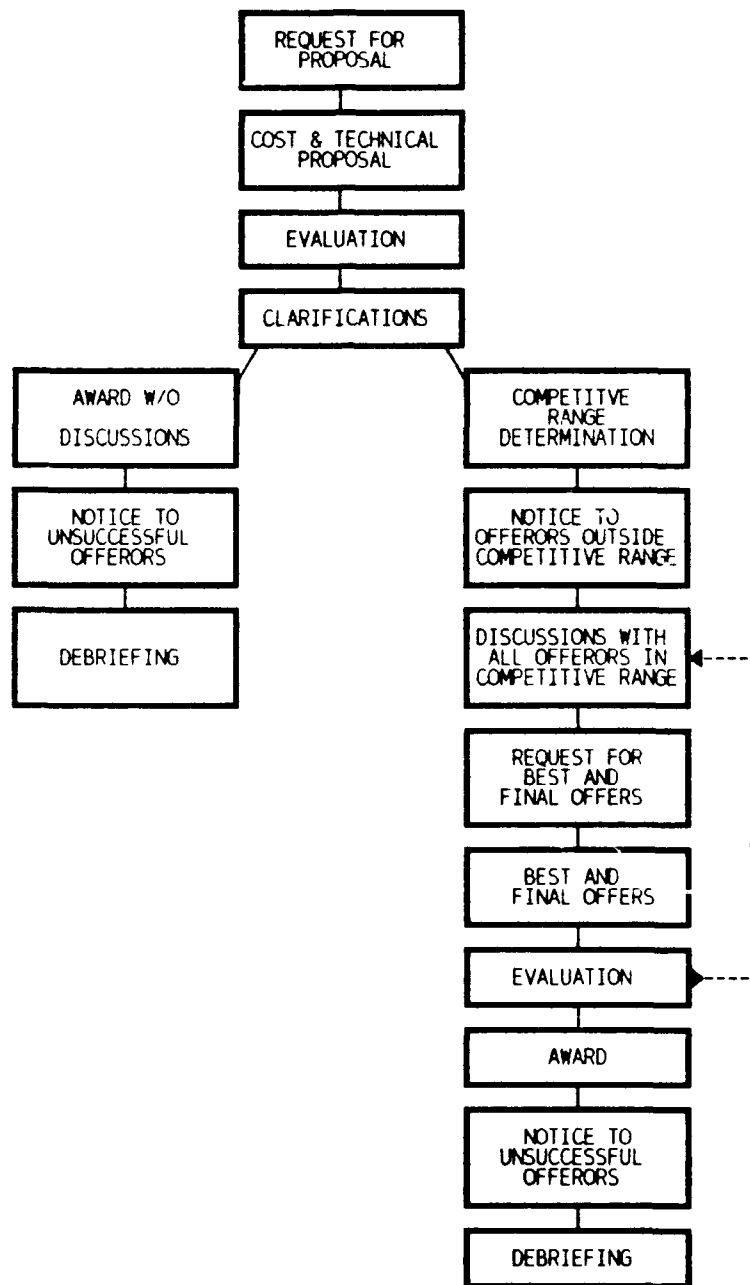 REQUEST FOR
PROPOSAL
COST & TECHNICAL
PROPOSAL
EVALUATION
CLARIFICATIONS
AWARD W/O
DISCUSSIONS
NOTICE TO
UNSUCCESSFUL
OFFERORS
DEBRIEFING
COMPETITVE
RANGE
DETERMINATION
NOTICE TO
OFFERORS OUTSIDE
COMPETITIVE RANGE
DISCUSSIONS WITH
ALL OFFERORS IN
COMPETITIVE RANGE
REQUEST FOR
BEST AND
FINAL OFFERS
BEST AND
FINAL OFFERS
EVALUATION
AWARD
NOTICE TO
UNSUCCESSFUL
OFFERORS
DEBRIEFING